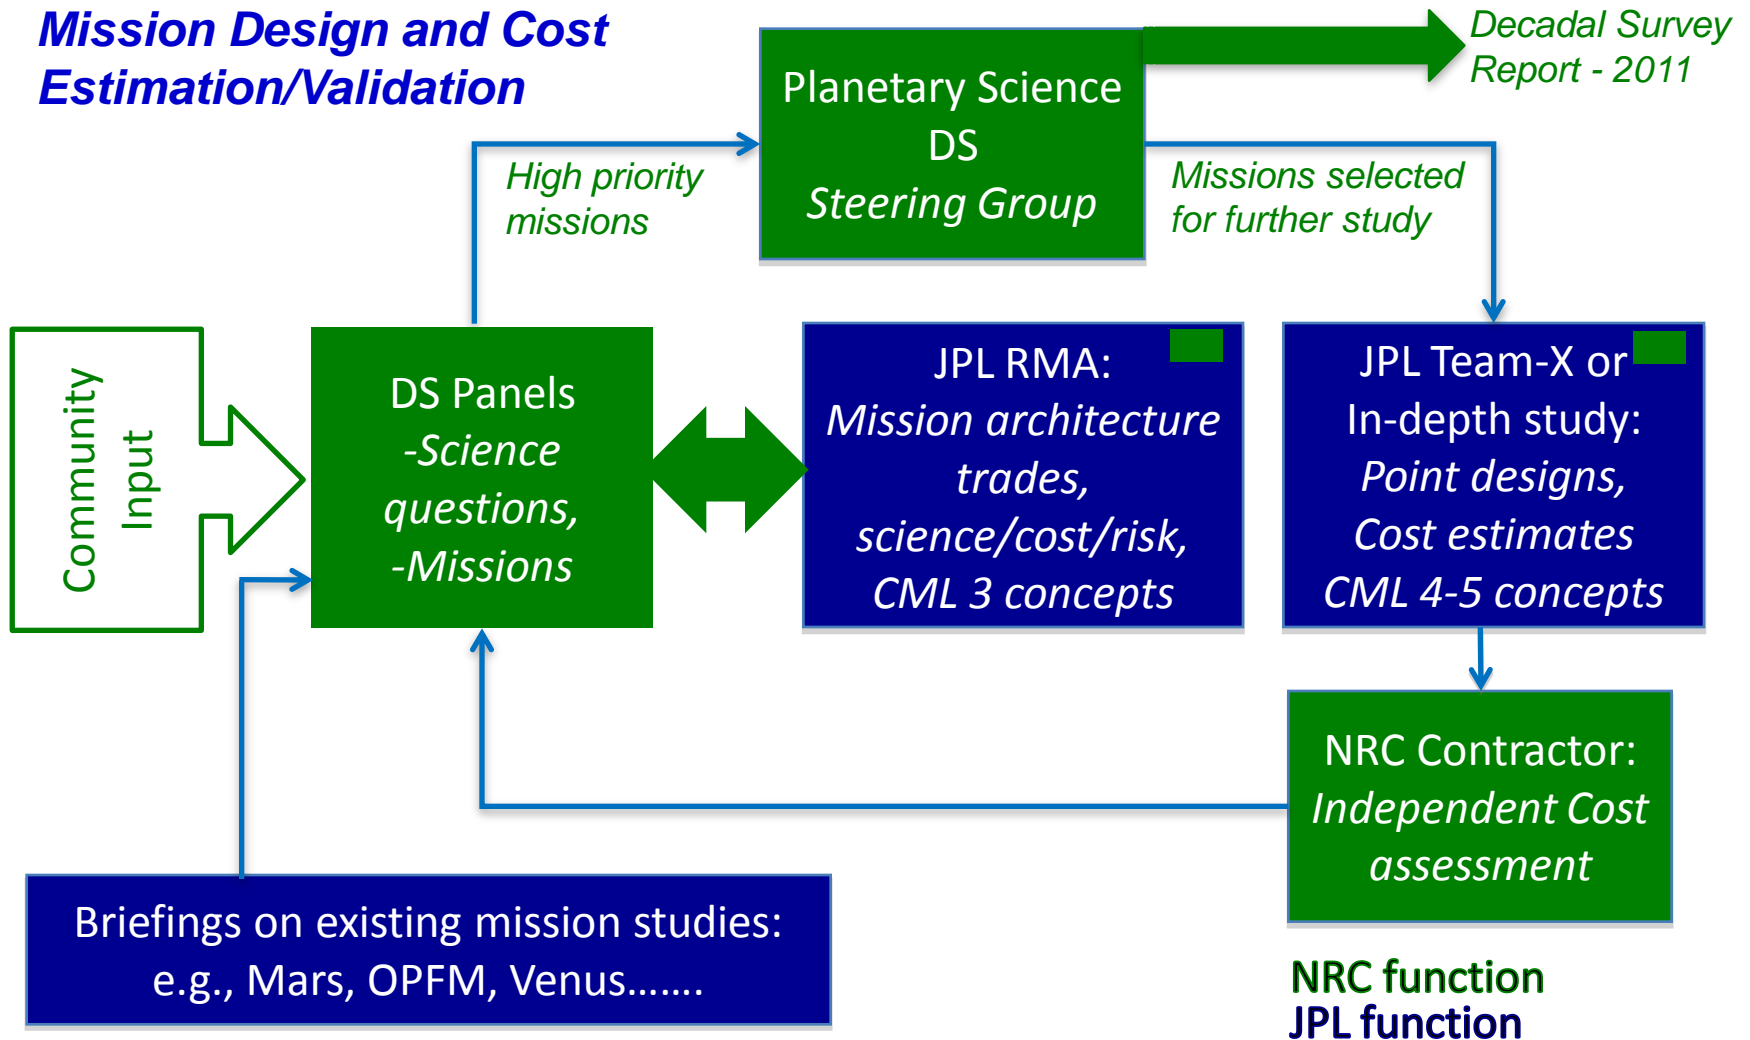 Mission Design and Cost
Estimation/Validation
Decadal Survey
Report - 2011
Planetary Science
DS
Steering Group
High priority
missions
Missions selected
for further study
Community
Input
DS Panels
-Science
questions,
-Missions
JPL RMA:
Mission architecture
trades,
science/cost/risk,
CML 3 concepts
JPL Team-X or
In-depth study:
Point designs,
Cost estimates
CML 4-5 concepts
NRC Contractor:
Independent Cost
assessment
Briefings on existing mission studies:
e.g., Mars, OPFM, Venus.......
NRC function
JPL function